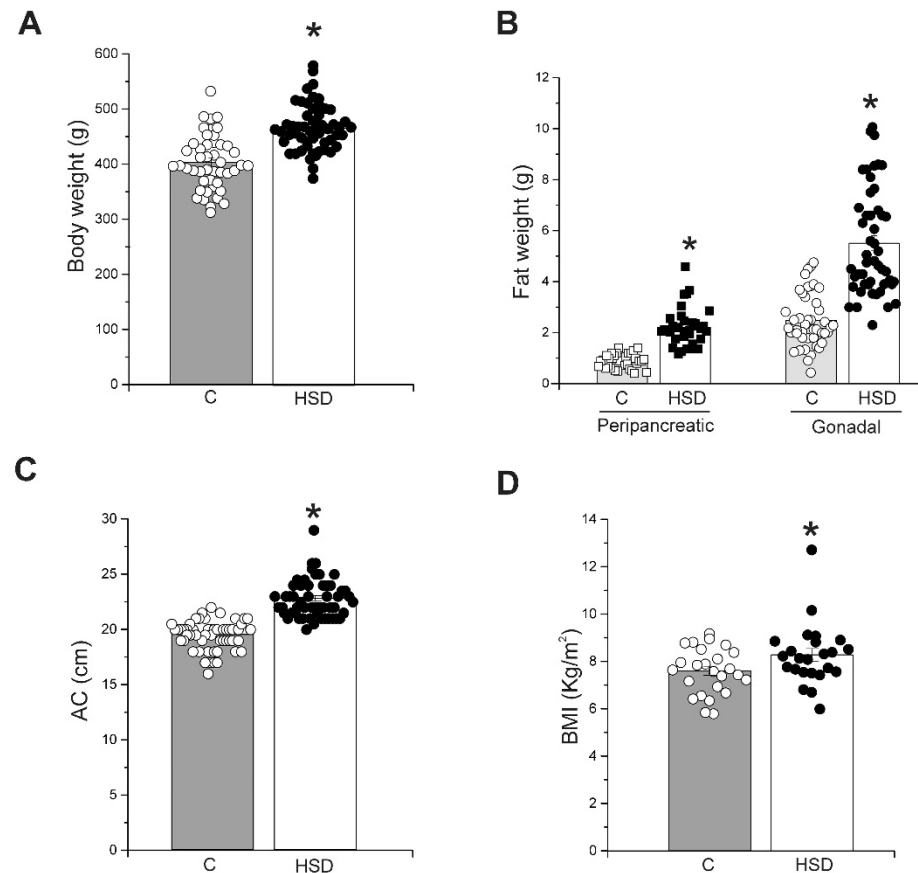 A
Body weight (g)
600
500
400
300
200
100
0
*
C HSD
B
Fat weight (g)
12
10
8
6
4
2
0
*
*
C HSD C HSD
Peripancreatic Gonadal
C
AC (cm)
30
25
20
15
10
5
0
*
C HSD
D
BMI (Kg/m²)
14
12
10
8
6
4
2
0
*
C HSD